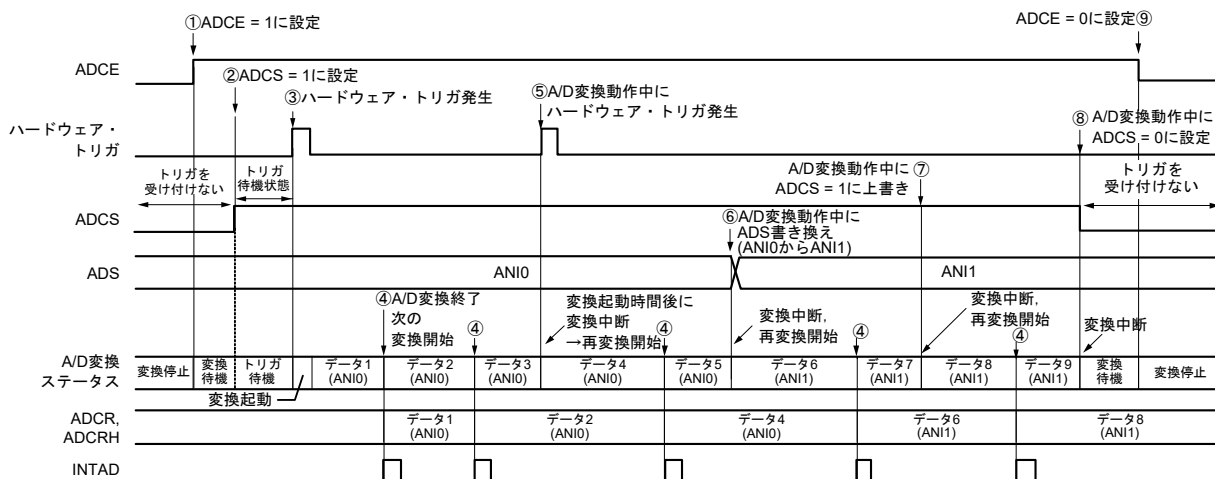 ①ADCE = 1に設定
ADCE = 0に設定⑨
ADCE
②ADCS = 1に設定
③ハードウェア・トリガ発生
⑤A/D変換動作中に
ハードウェア・トリガ発生
⑧ A/D変換動作中に
ADCS = 0に設定
ハードウェア・
トリガ
トリガを
受け付けない
トリガ
待機状態
A/D変換動作中に ⑦
ADCS = 1に上書き
トリガを
受け付けない
ADCS
⑥A/D変換動作中に
ADS書き換え
(ANI0からANI1)
ADS
ANI0
ANI1
④A/D変換終了
次の
変換開始
④
変換起動時間後に
変換中断
→再変換開始
④
変換中断,
再変換開始
④
変換中断,
再変換開始
④
変換中断
A/D変換
ステータス
変換停止
変換
待機
トリガ
待機
変換起動
データ1
(ANI0)
データ2
(ANI0)
データ3
(ANI0)
データ4
(ANI0)
データ5
(ANI0)
データ6
(ANI1)
データ7
(ANI1)
データ8
(ANI1)
データ9
(ANI1)
変換
待機
変換停止
ADCR,
ADCRH
データ1
(ANI0)
データ2
(ANI0)
データ4
(ANI0)
データ6
(ANI1)
データ8
(ANI1)
INTAD